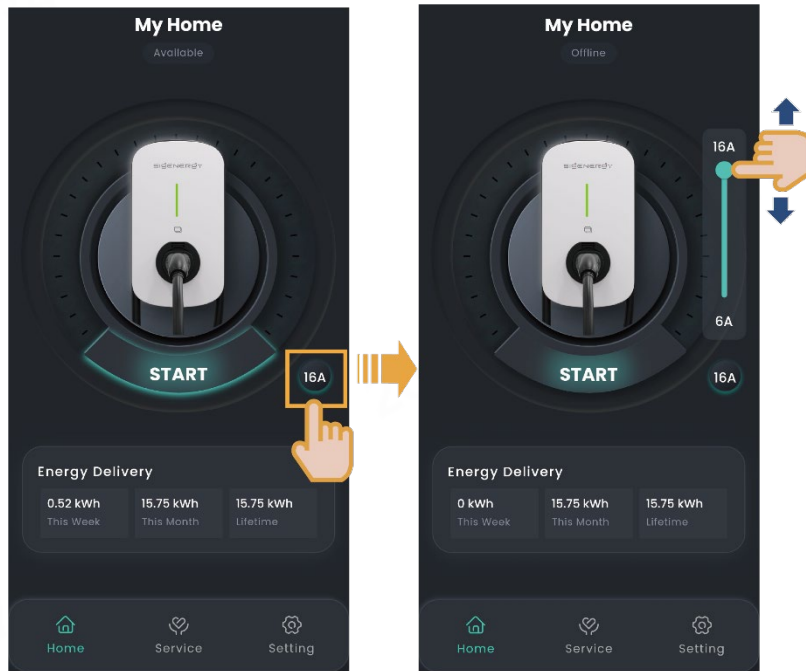 My Home
Available
SIGENERGY
START
16A
Energy Delivery
0.52 kWh
This Week
15.75 kWh
This Month
15.75 kWh
Lifetime
Home
Service
Setting
My Home
Offline
16A
SIGENERGY
6A
START
16A
Energy Delivery
0 kWh
This Week
15.75 kWh
This Month
15.75 kWh
Lifetime
Home
Service
Setting